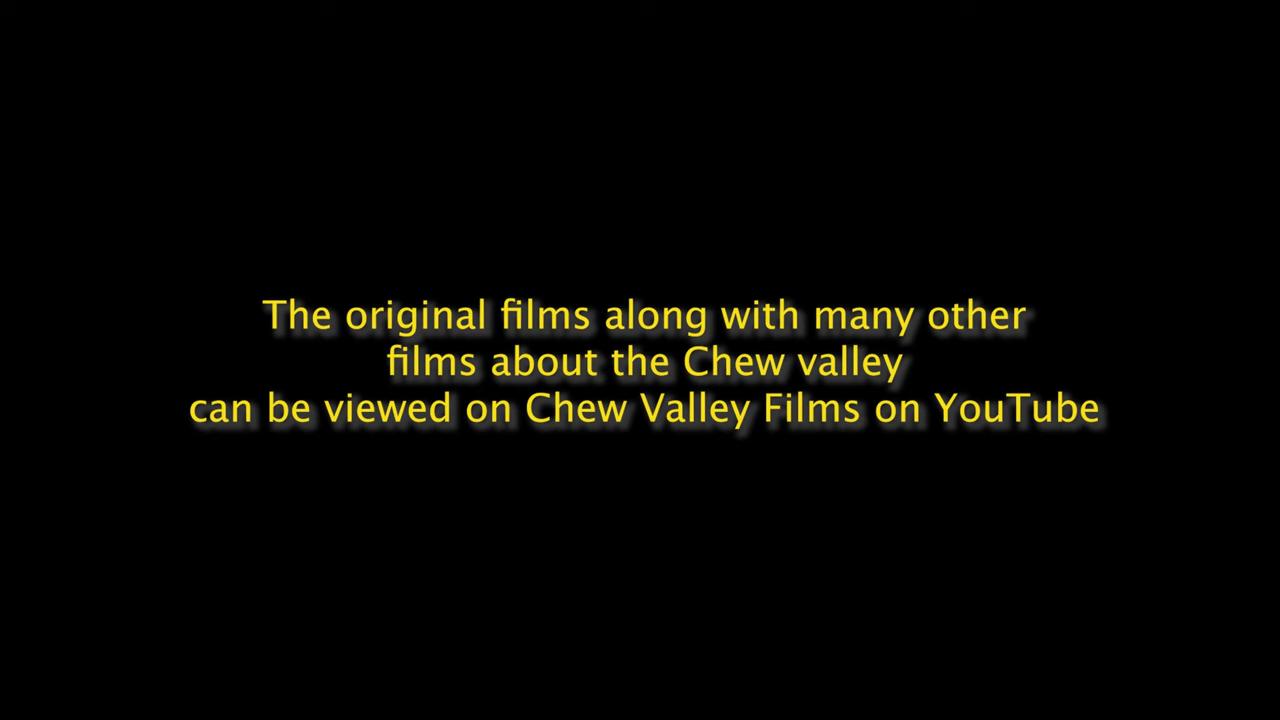 The original films along with many other
films about the Chew valley
can be viewed on Chew Valley Films on YouTube